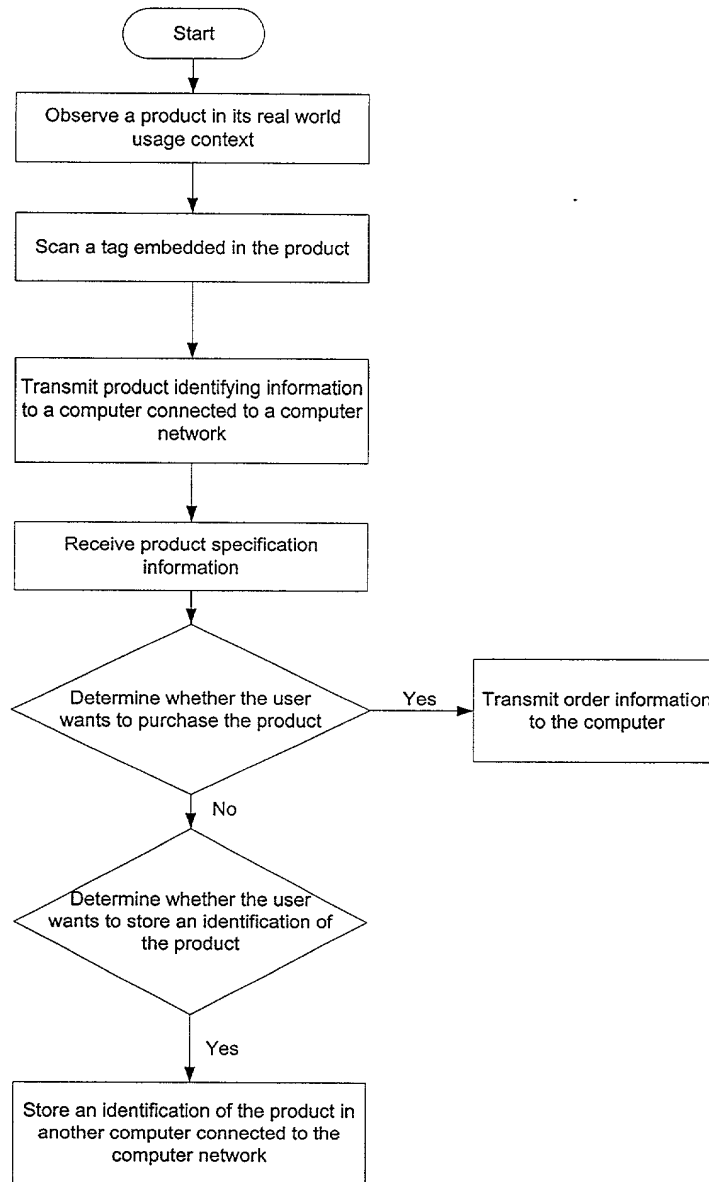 Start
Observe a product in its real world
usage context
Scan a tag embedded in the product
Transmit product identifying information
to a computer connected to a computer
network
Receive product specification
information
Determine whether the user
wants to purchase the product
Yes
Transmit order information
to the computer
No
Determine whether the user
wants to store an identification of
the product
Yes
Store an identification of the product in
another computer connected to the
computer network